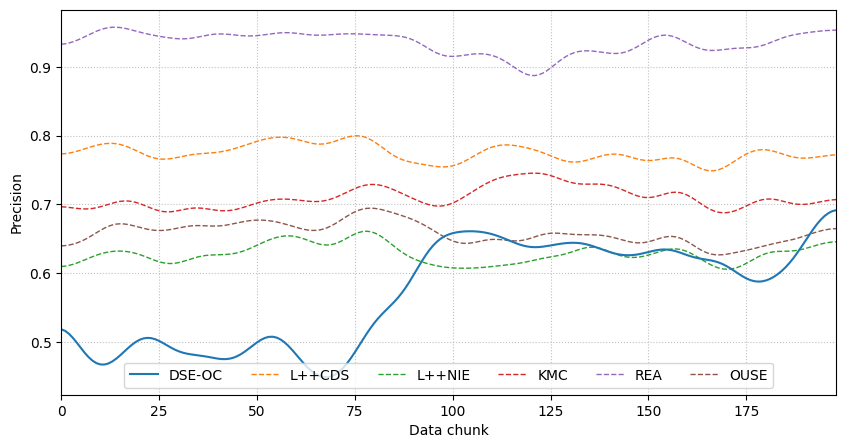 Precision
0.9
0.8
0.7
0.6
0.5
DSE-OC L++CDS L++NIE KMC REA OUSE
0 25 50 75 100 125 150 175
Data chunk